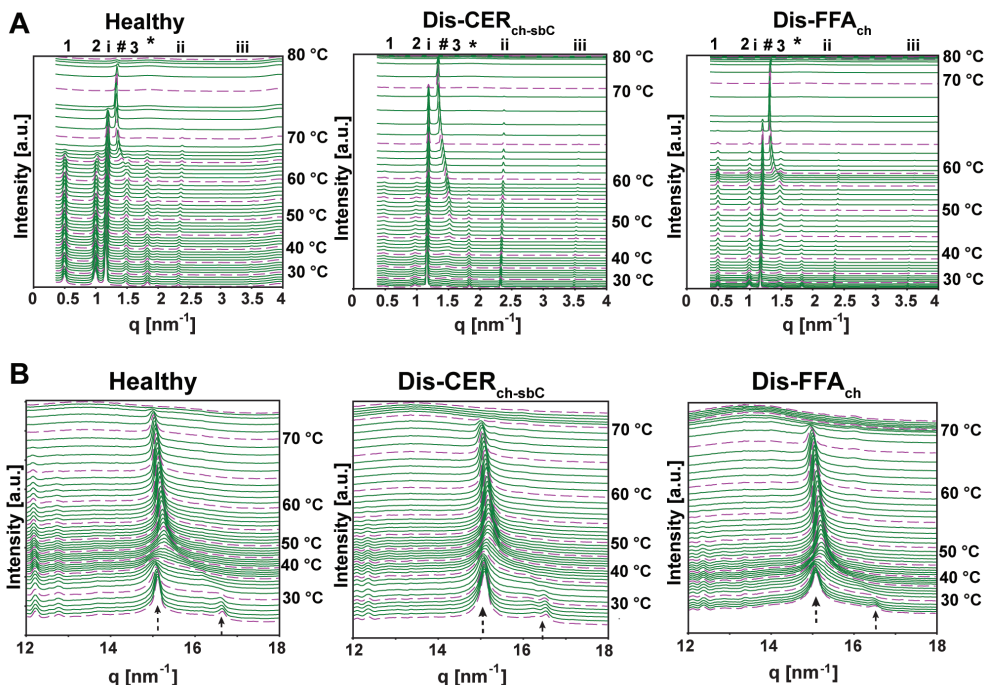 A
Healthy
Dis-CERch-sbC
Dis-FFAch
1 2 i # 3 * ii iii
1 2 i # 3 * ii iii
1 2 i # 3 * ii iii
Intensity [a.u.]
80 °C
70 °C
60 °C
50 °C
40 °C
30 °C
0 0.5 1 1.5 2 2.5 3 3.5 4
q [nm-1]
Intensity [a.u.]
80 °C
70 °C
60 °C
50 °C
40 °C
30 °C
0 0.5 1 1.5 2 2.5 3 3.5 4
q [nm-1]
Intensity [a.u.]
80 °C
70 °C
60 °C
50 °C
40 °C
30 °C
0 0.5 1 1.5 2 2.5 3 3.5 4
q [nm-1]
B
Healthy
Dis-CERch-sbC
Dis-FFAch
Intensity [a.u.]
70 °C
60 °C
50 °C
40 °C
30 °C
12 14 16 18
q [nm-1]
Intensity [a.u.]
70 °C
60 °C
50 °C
40 °C
30 °C
12 14 16 18
q [nm-1]
Intensity [a.u.]
70 °C
60 °C
50 °C
40 °C
30 °C
12 14 16 18
q [nm-1]